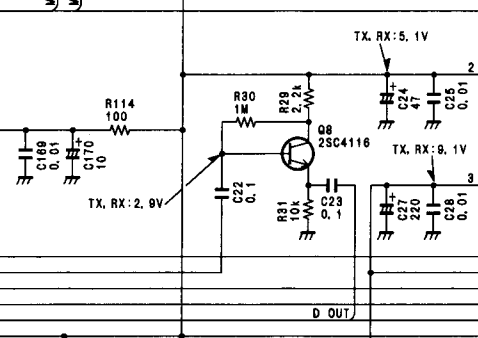 TX, RX:5, 1V
2
R114
100
R30
1M
R29
2, 2k
C24
47
C25
0, 01
Q8
2SC4116
C169
0, 01
C170
10
TX, RX:9, 1V
TX, RX:2, 9V
C22
0, 1
R31
10k
C23
0, 1
3
C27
220
C28
0, 01
D OUT